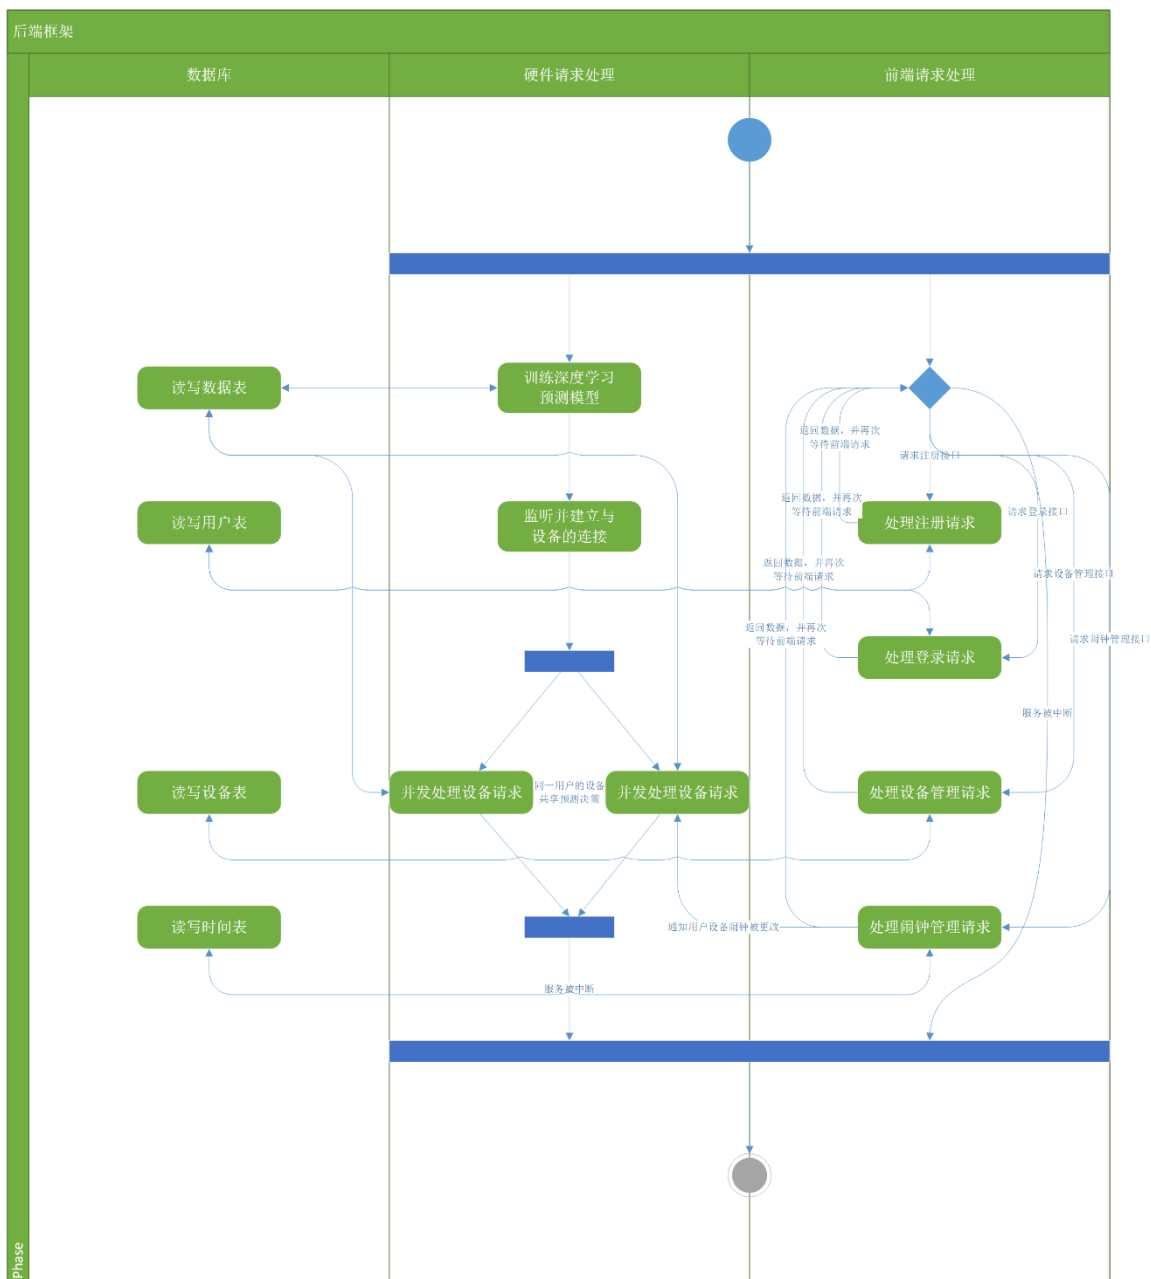 后端框架
数据库
硬件请求处理
前端请求处理
读写数据表
训练深度学习
预测模型
返回数据，并再次
等待前端请求
请求注册接口
读写用户表
监听并建立与
设备的连接
返回数据，并再次
等待前端请求
处理注册请求
请求登录接口
返回数据，并再次
等待前端请求
请求设备管理接口
返回数据，并再次
等待前端请求
请求闹钟管理接口
处理登录请求
服务被中断
读写设备表
并发处理设备请求
同一用户的设备
共享预测决策
并发处理设备请求
处理设备管理请求
读写时间表
通知用户设备闹钟被更改
处理闹钟管理请求
服务被中断
Phase